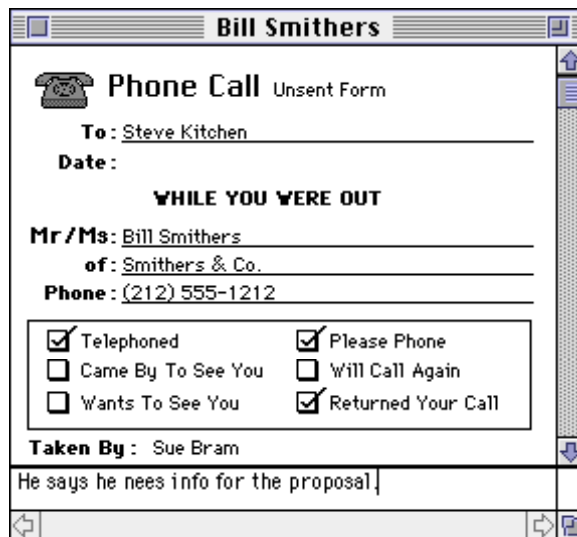 Bill Smithers
Phone Call Unsent Form
To: Steve Kitchen
Date:
WHILE YOU WERE OUT
Mr/Ms: Bill Smithers
of: Smithers & Co.
Phone: (212) 555-1212
Telephoned Please Phone
Came By To See You Will Call Again
Wants To See You Returned Your Call
Taken By: Sue Bram
He says he nees info for the proposal.